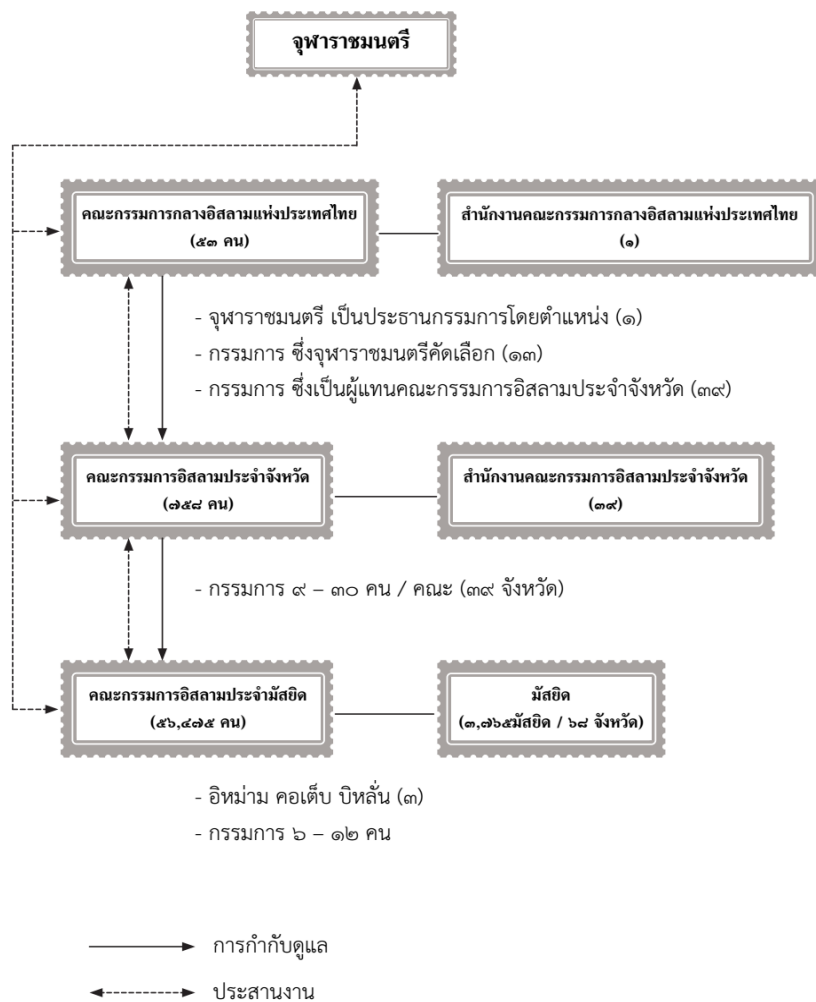 จุฬาราชมนตรี
คณะกรรมการกลางอิสลามแห่งประเทศไทย
(๕๓ คน)
สำนักงานคณะกรรมการกลางอิสลามแห่งประเทศไทย
(๑)
- จุฬาราชมนตรี เป็นประธานกรรมการโดยตำแหน่ง (๑)
- กรรมการ ซึ่งจุฬาราชมนตรีคัดเลือก (๑๓)
- กรรมการ ซึ่งเป็นผู้แทนคณะกรรมการอิสลามประจำจังหวัด (๓๙)
คณะกรรมการอิสลามประจำจังหวัด
(๗๕๘ คน)
สำนักงานคณะกรรมการอิสลามประจำจังหวัด
(๓๙)
- กรรมการ ๙ – ๓๐ คน / คณะ (๓๙ จังหวัด)
คณะกรรมการอิสลามประจำมัสยิด
(๕๖,๔๗๕ คน)
มัสยิด
(๓,๗๖๕มัสยิด / ๖๘ จังหวัด)
- อิหม่าม คอเต็บ บิหลั่น (๓)
- กรรมการ ๖ – ๑๒ คน
การกำกับดูแล
ประสานงาน